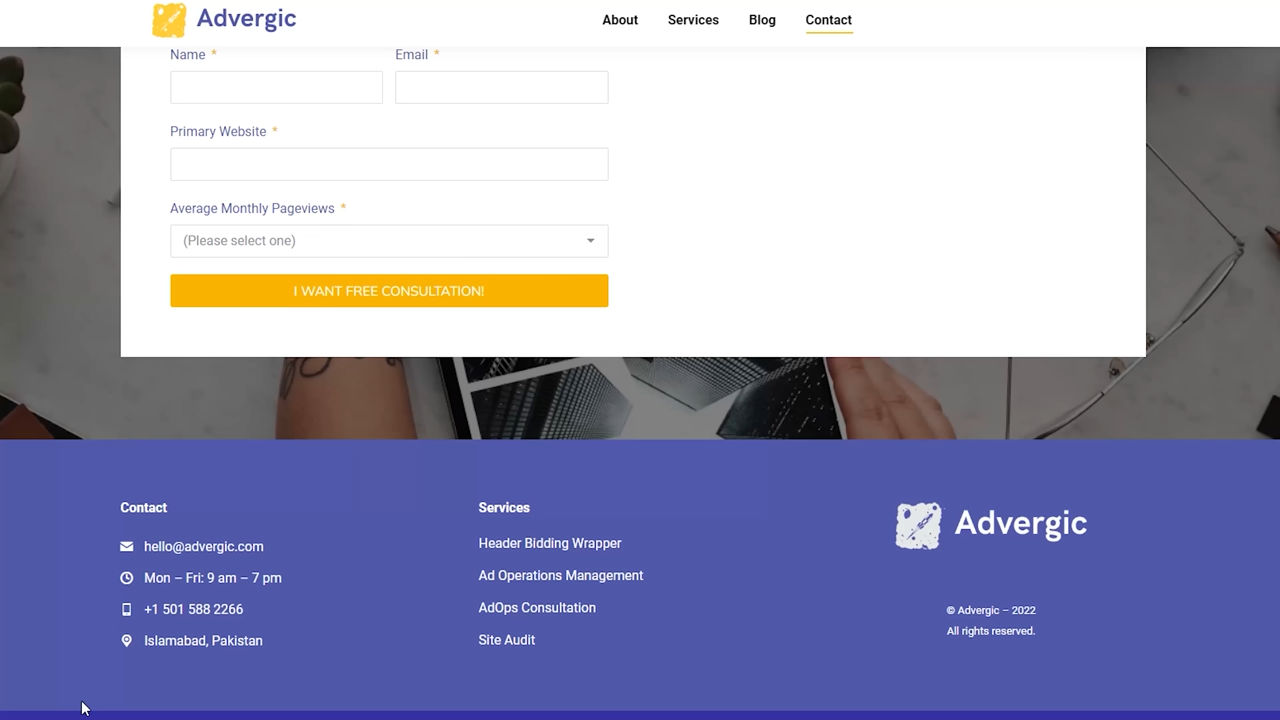 Advergic
About Services Blog Contact
Name * Email *
Primary Website *
Average Monthly Pageviews *
(Please select one)
I WANT FREE CONSULTATION!
Contact
hello@advergic.com
Mon – Fri: 9 am – 7 pm
+1 501 588 2266
Islamabad, Pakistan
Services
Header Bidding Wrapper
Ad Operations Management
AdOps Consultation
Site Audit
Advergic
© Advergic – 2022
All rights reserved.